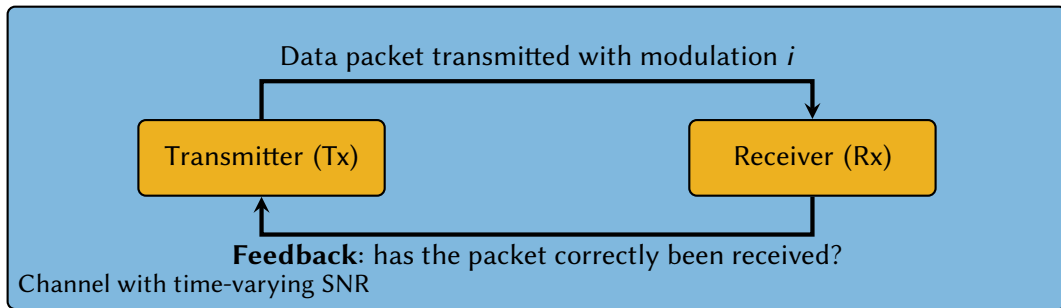 Data packet transmitted with modulation i
Transmitter (Tx)
Receiver (Rx)
Feedback: has the packet correctly been received?
Channel with time-varying SNR